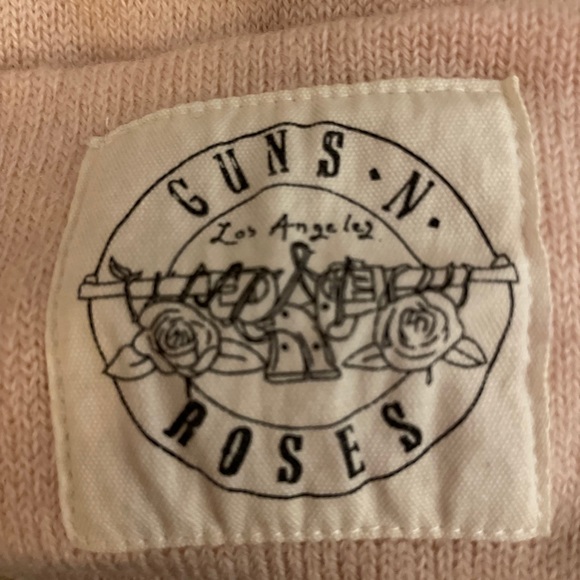 GUNS · N ·
Los Angeles
ROSES